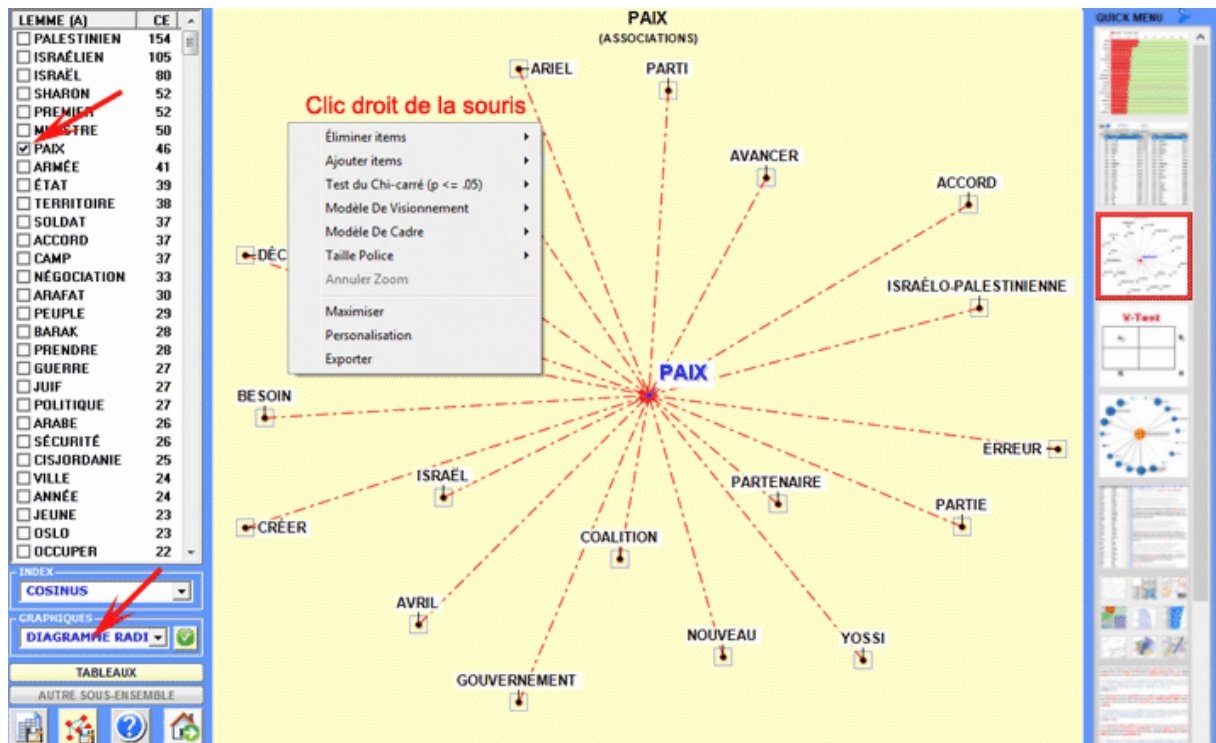 LEMME (A) CE
PALESTINIEN 154
ISRAÉLIEN 105
ISRAËL 80
SHARON 52
PREMIER 52
MINISTRE 50
PAIX 46
ARMÉE 41
ÉTAT 39
TERRITOIRE 38
SOLDAT 37
ACCORD 37
CAMP 37
NÉGOCIATION 33
ARAFAT 30
PEUPLE 29
BARAK 28
PRENDRE 28
GUERRE 27
JUIF 27
POLITIQUE 27
ARABE 26
SÉCURITÉ 26
CISJORDANIE 25
VILLE 24
ANNÉE 24
JEUNE 23
OSLO 23
OCCUPER 22
INDEX
COSINUS
GRAPHIQUES
DIAGRAMME RADI
TABLEAUX
AUTRE SOUS-ENSEMBLE
PAIX
(ASSOCIATIONS)
ARIEL
PARTI
Clic droit de la souris
Éliminer items
Ajouter items
Test du Chi-carré (p <= .05)
Modèle De Visionnement
Modèle De Cadre
Taille Police
Annuler Zoom
Maximiser
Personalisation
Exporter
AVANCER
ACCORD
DÉC
ISRAÉLO-PALESTINIENNE
PAIX
BESOIN
ERREUR
ISRAËL
PARTENAIRE
PARTIE
CRÉER
COALITION
AVRIL
NOUVEAU
YOSSI
GOUVERNEMENT
QUICK MENU
V-Test